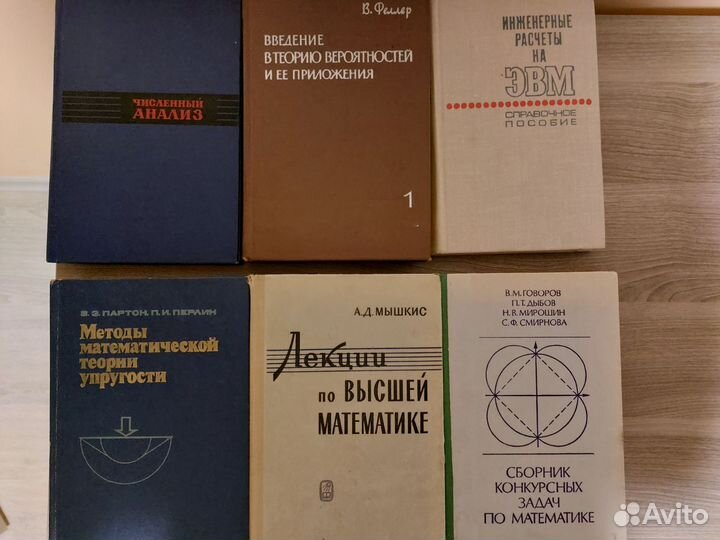 ЧИСЛЕННЫЙ
АНАЛИЗ
В. Феллер
ВВЕДЕНИЕ
В ТЕОРИЮ ВЕРОЯТНОСТЕЙ
И ЕЕ ПРИЛОЖЕНИЯ
1
ИНЖЕНЕРНЫЕ
РАСЧЕТЫ
НА
ЭВМ
СПРАВОЧНОЕ
ПОСОБИЕ
В. З. ПАРТОН, П. И. ПЕРЛИН
Методы
математической
теории
упругости
А. Д. МЫШКИС
Лекции
по ВЫСШЕЙ
МАТЕМАТИКЕ
В. М. ГОВОРОВ
П. Т. ДЫБОВ
Н. В. МИРОШИН
С. Ф. СМИРНОВА
СБОРНИК
КОНКУРСНЫХ
ЗАДАЧ
ПО МАТЕМАТИКЕ
Avito